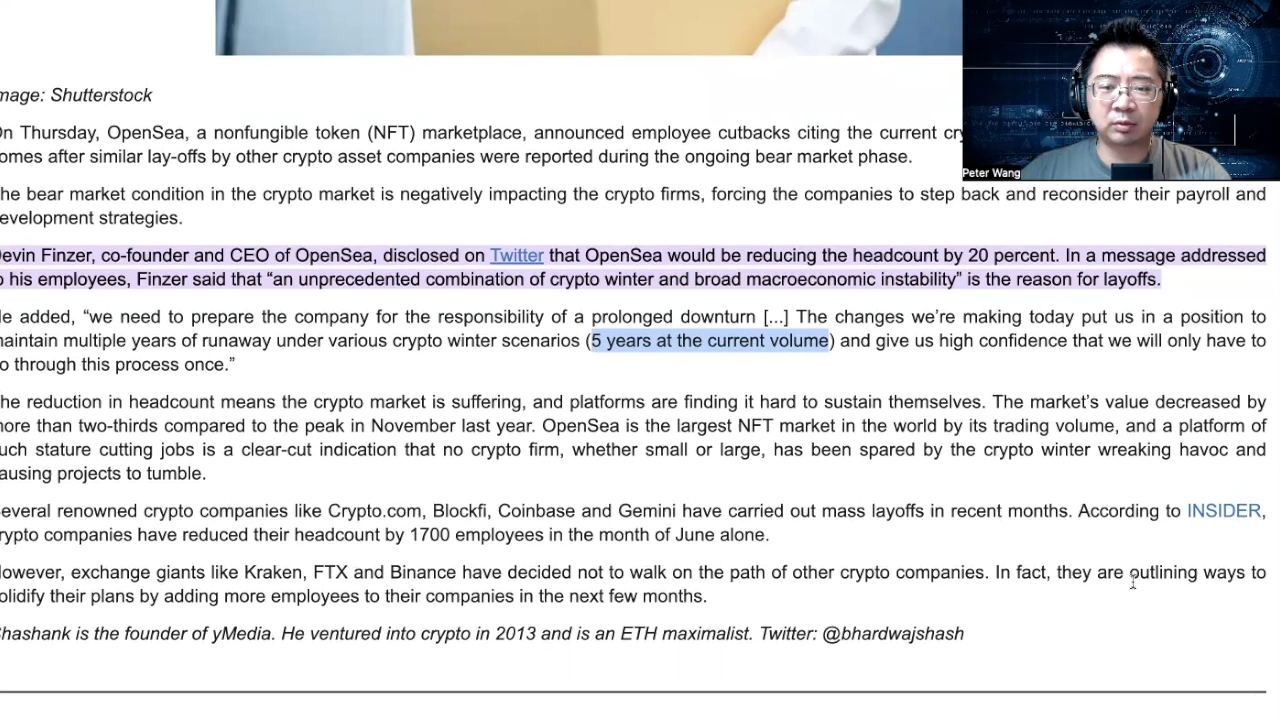 mage: Shutterstock
On Thursday, OpenSea, a nonfungible token (NFT) marketplace, announced employee cutbacks citing the current cry
omes after similar lay-offs by other crypto asset companies were reported during the ongoing bear market phase.
Peter Wang
he bear market condition in the crypto market is negatively impacting the crypto firms, forcing the companies to step back and reconsider their payroll and
evelopment strategies.
evin Finzer, co-founder and CEO of OpenSea, disclosed on Twitter that OpenSea would be reducing the headcount by 20 percent. In a message addressed
o his employees, Finzer said that “an unprecedented combination of crypto winter and broad macroeconomic instability” is the reason for layoffs.
e added, “we need to prepare the company for the responsibility of a prolonged downturn [...] The changes we’re making today put us in a position to
aintain multiple years of runaway under various crypto winter scenarios (5 years at the current volume) and give us high confidence that we will only have to
o through this process once.”
he reduction in headcount means the crypto market is suffering, and platforms are finding it hard to sustain themselves. The market’s value decreased by
ore than two-thirds compared to the peak in November last year. OpenSea is the largest NFT market in the world by its trading volume, and a platform of
uch stature cutting jobs is a clear-cut indication that no crypto firm, whether small or large, has been spared by the crypto winter wreaking havoc and
ausing projects to tumble.
everal renowned crypto companies like Crypto.com, Blockfi, Coinbase and Gemini have carried out mass layoffs in recent months. According to INSIDER,
rypto companies have reduced their headcount by 1700 employees in the month of June alone.
owever, exchange giants like Kraken, FTX and Binance have decided not to walk on the path of other crypto companies. In fact, they are outlining ways to
olidify their plans by adding more employees to their companies in the next few months.
hashank is the founder of yMedia. He ventured into crypto in 2013 and is an ETH maximalist. Twitter: @bhardwajshash